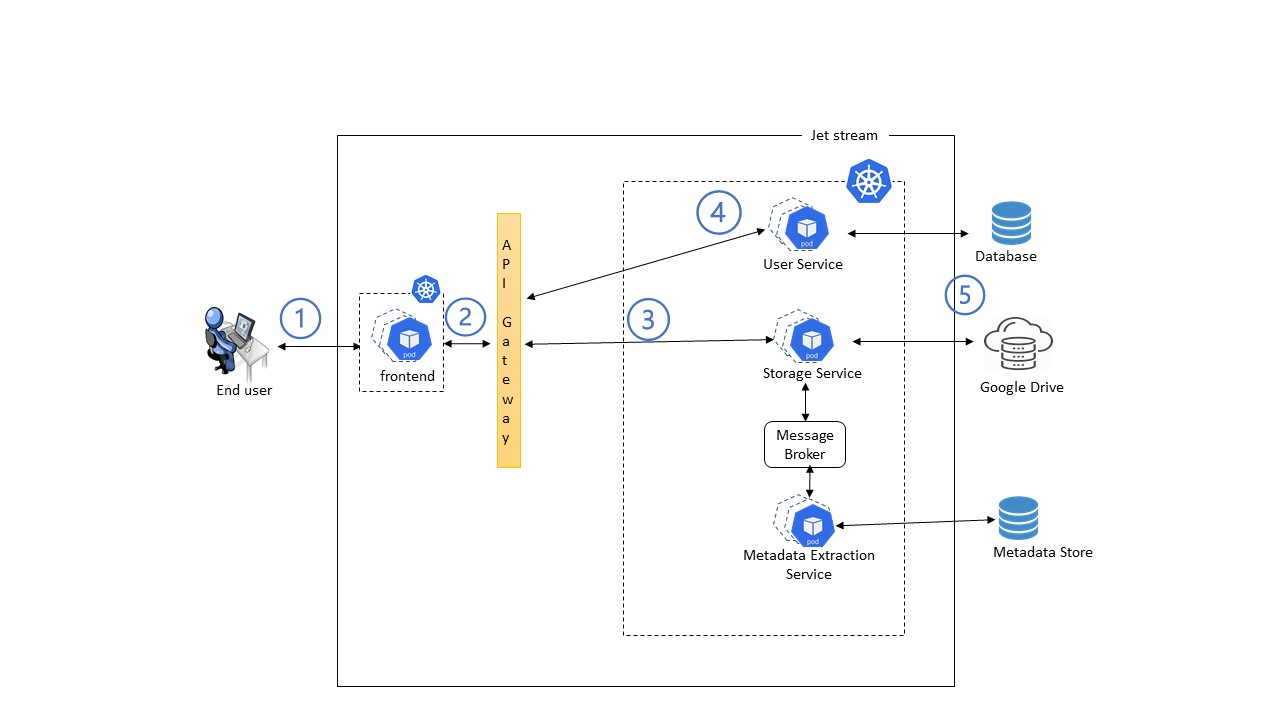 Jet stream
1
End user
pod
frontend
2
API Gateway
3
4
pod
User Service
Database
5
pod
Storage Service
Google Drive
Message
Broker
pod
Metadata Extraction
Service
Metadata Store